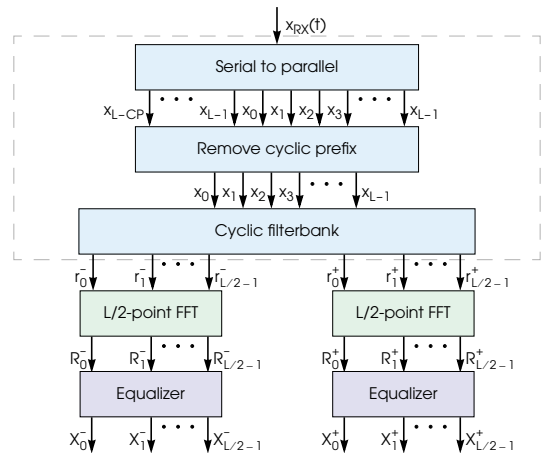 x_RX(t)
Serial to parallel
x_L-CP • • • x_L-1 x_0 x_1 x_2 x_3 • • • x_L-1
Remove cyclic prefix
x_0 x_1 x_2 x_3 • • • x_L-1
Cyclic filterbank
r_0^- r_1^- • • • r_L/2-1^- r_0^+ r_1^+ • • • r_L/2-1^+
L/2-point FFT L/2-point FFT
R_0^- R_1^- • • • R_L/2-1^- R_0^+ R_1^+ • • • R_L/2-1^+
Equalizer Equalizer
X_0^- X_1^- • • • X_L/2-1^- X_0^+ X_1^+ • • • X_L/2-1^+